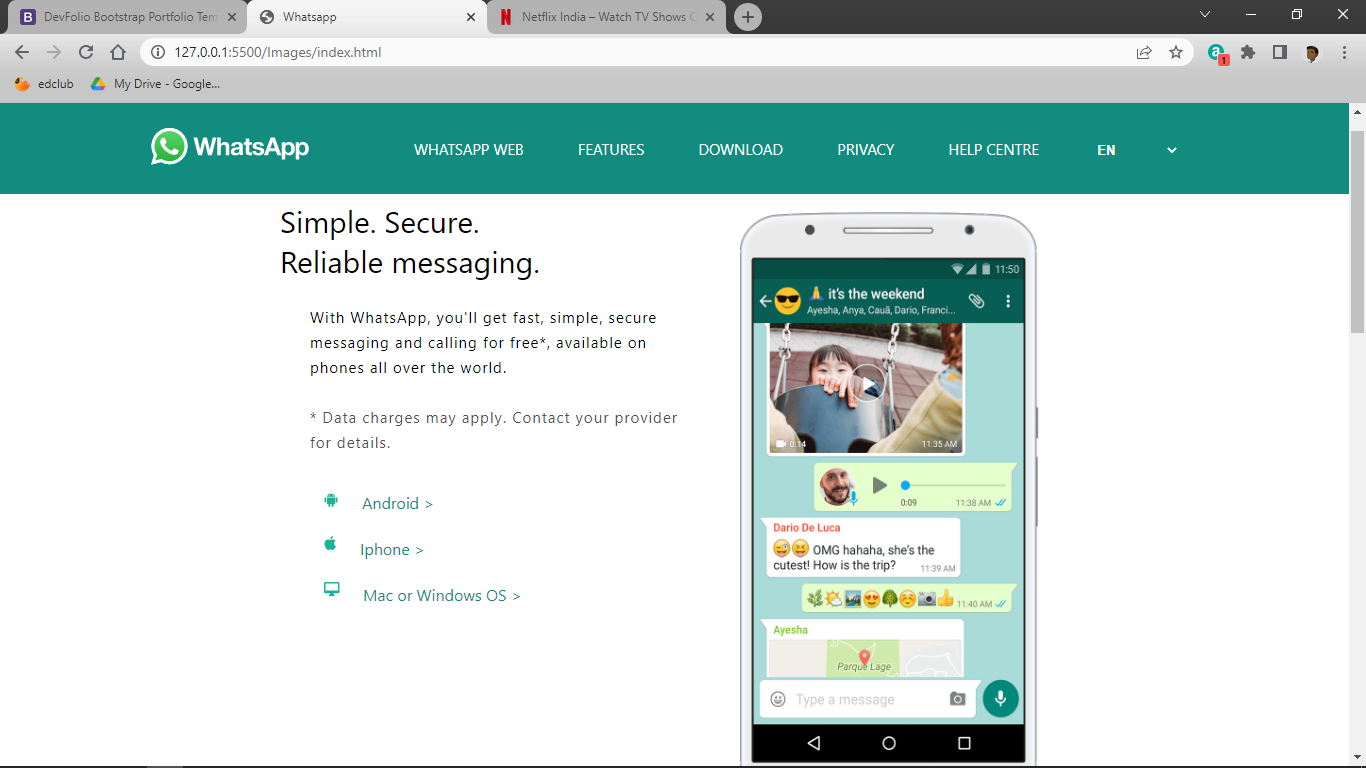 DevFolio Bootstrap Portfolio Tem
Whatsapp
Netflix India – Watch TV Shows O
127.0.0.1:5500/Images/index.html
1
edclub
My Drive - Google...
WhatsApp
WHATSAPP WEB
FEATURES
DOWNLOAD
PRIVACY
HELP CENTRE
EN
Simple. Secure.
Reliable messaging.
With WhatsApp, you'll get fast, simple, secure
messaging and calling for free*, available on
phones all over the world.
* Data charges may apply. Contact your provider
for details.
Android >
Iphone >
Mac or Windows OS >
11:50
🙏 it's the weekend
Ayesha, Anya, Cauã, Dario, Franci...
0:14
11:35 AM
0:09
11:38 AM
Dario De Luca
😜😝 OMG hahaha, she's the
cutest! How is the trip?
11:39 AM
11:40 AM
Ayesha
Parque Lage
Type a message